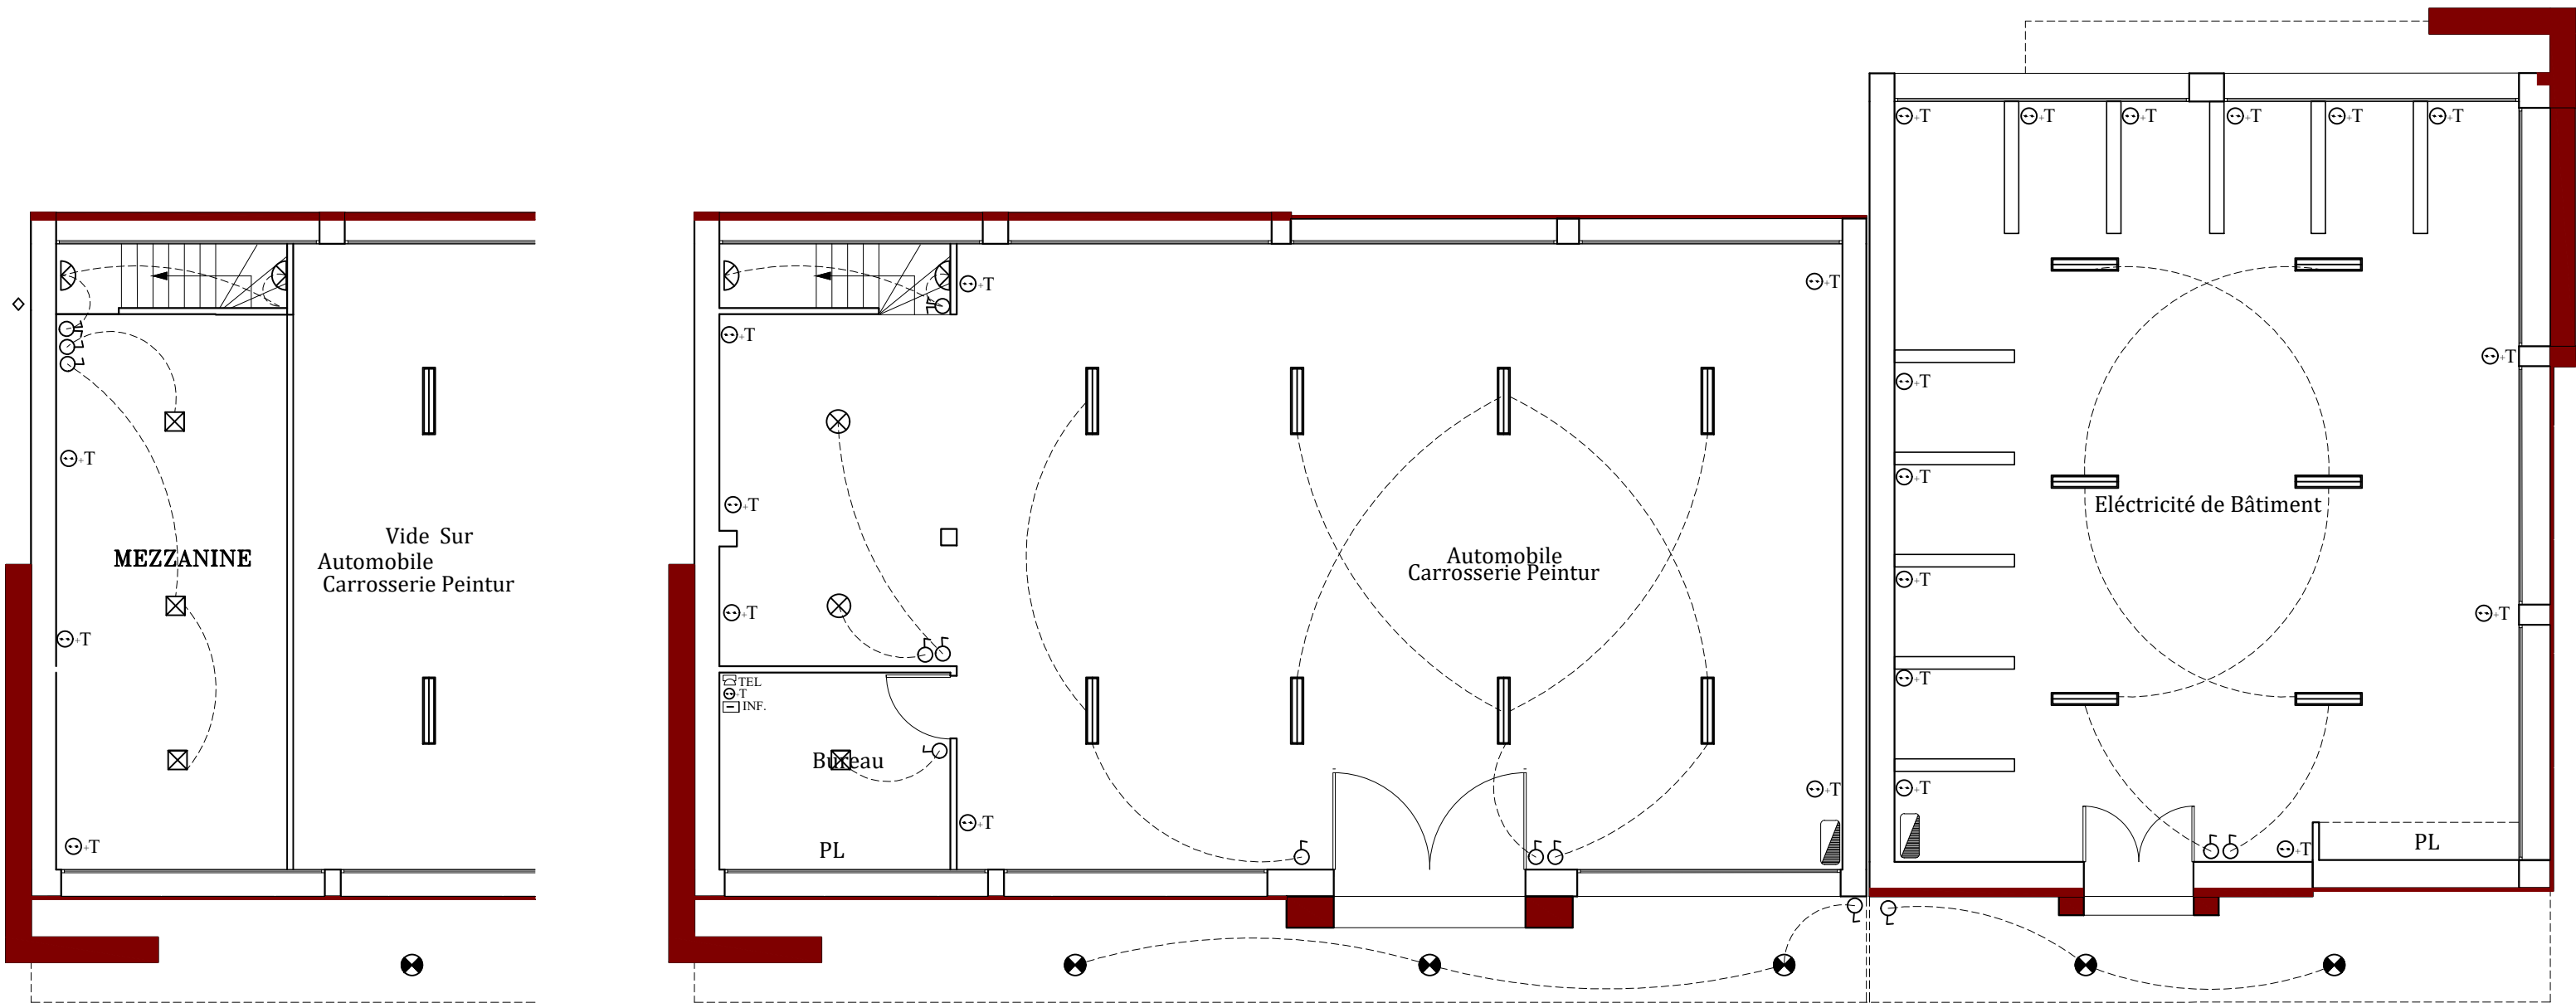 +T +T +T +T +T +T
+T +T
+T
+T
+T
+T
+T
+T
+T
+T
MEZZANINE
Vide Sur
Automobile
Carrosserie Peintur
+T
+T
+T
Automobile
Carrosserie Peintur
Eléctricité de Bâtiment
+T
+T
+T
+T
TEL
+T
INF.
Bureau
PL
+T
+T
+T
+T
PL